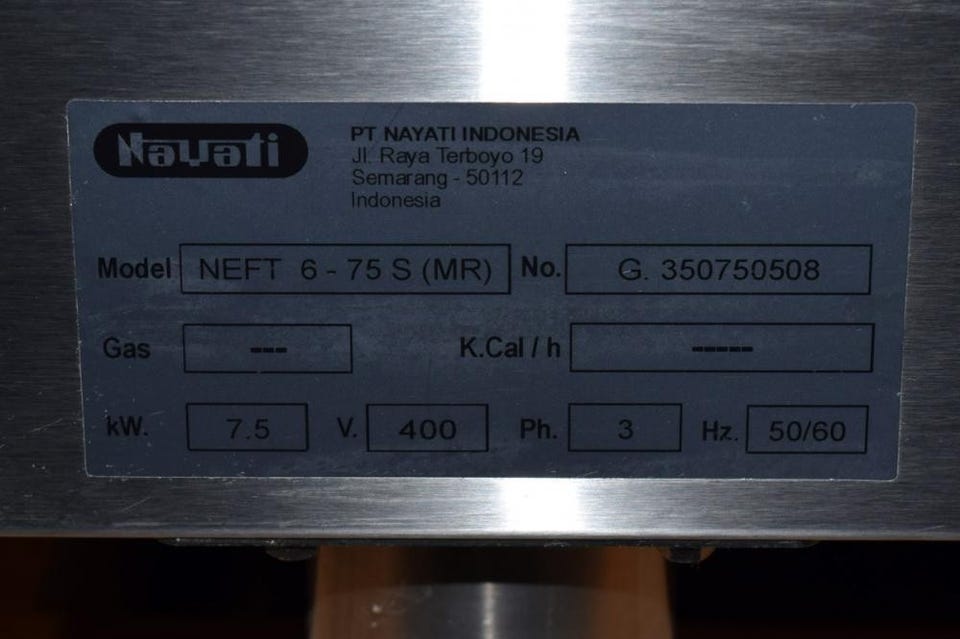 Nayati
PT NAYATI INDONESIA
Jl. Raya Terboyo 19
Semarang - 50112
Indonesia
Model NEFT 6 - 75 S (MR) No. G. 350750508
Gas --- K.Cal / h -----
kW. 7.5 V. 400 Ph. 3 Hz. 50/60